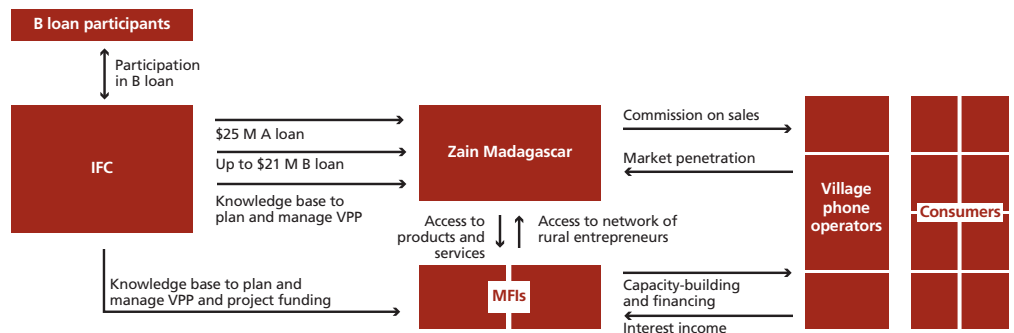 B loan participants
Participation
in B loan
IFC
$25 M A loan
Up to $21 M B loan
Knowledge base to
plan and manage VPP
Zain Madagascar
Commission on sales
Market penetration
Village
phone
operators
Consumers
Access to
products and
services
Access to network of
rural entrepreneurs
Knowledge base to plan and
manage VPP and project funding
MFIs
Capacity-building
and financing
Interest income